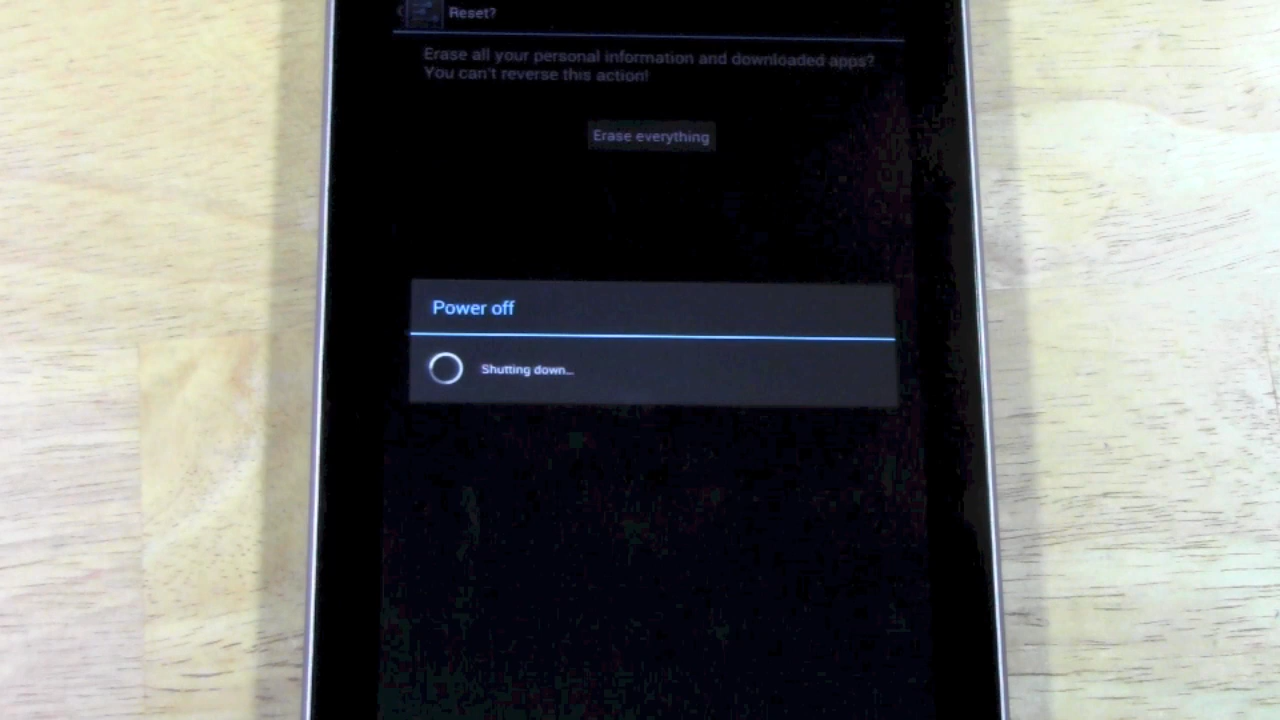 Reset?
Erase all your personal information and downloaded apps?
You can't reverse this action!
Erase everything
Power off
Shutting down...